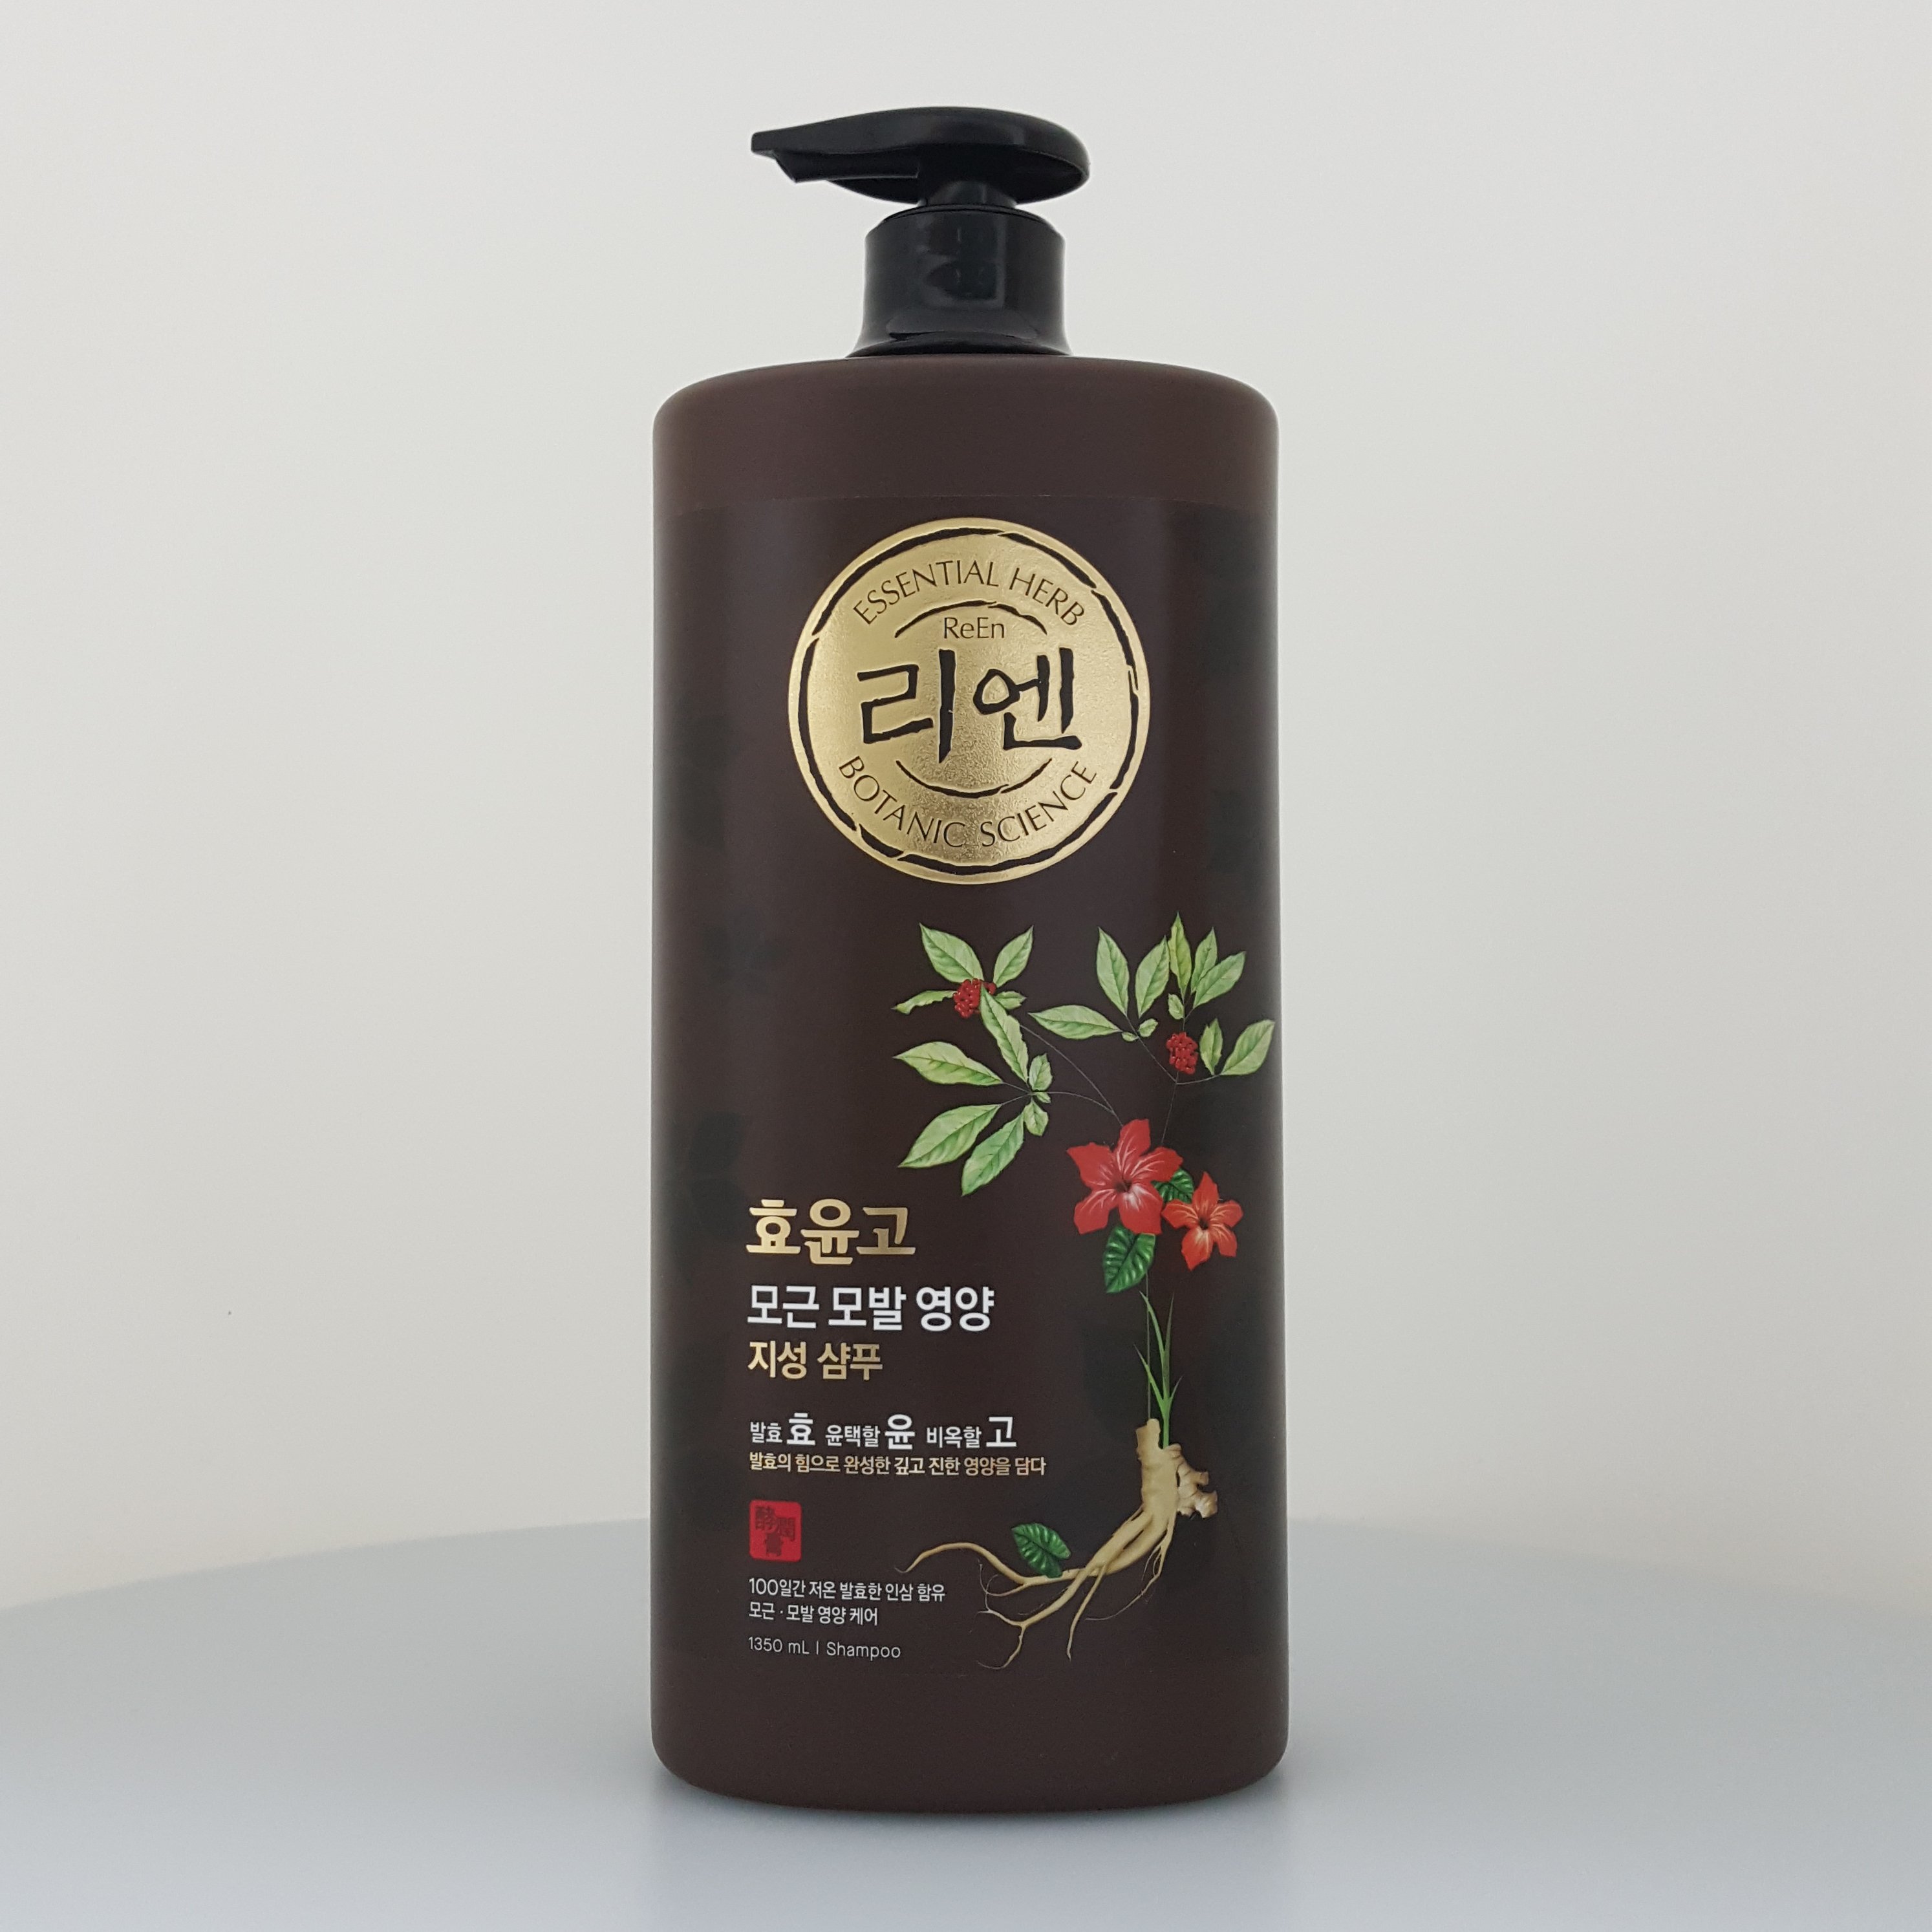 ESSENTIAL HERB
ReEn
리엔
BOTANIC SCIENCE
효윤고
모근 모발 영양
지성 샴푸
발효 효 윤택할 윤 비옥할 고
발효의 힘으로 완성한 깊고 진한 영양을 담다
酵潤膏
100일간 저온 발효한 인삼 함유
모근 · 모발 영양 케어
1350 mL | Shampoo